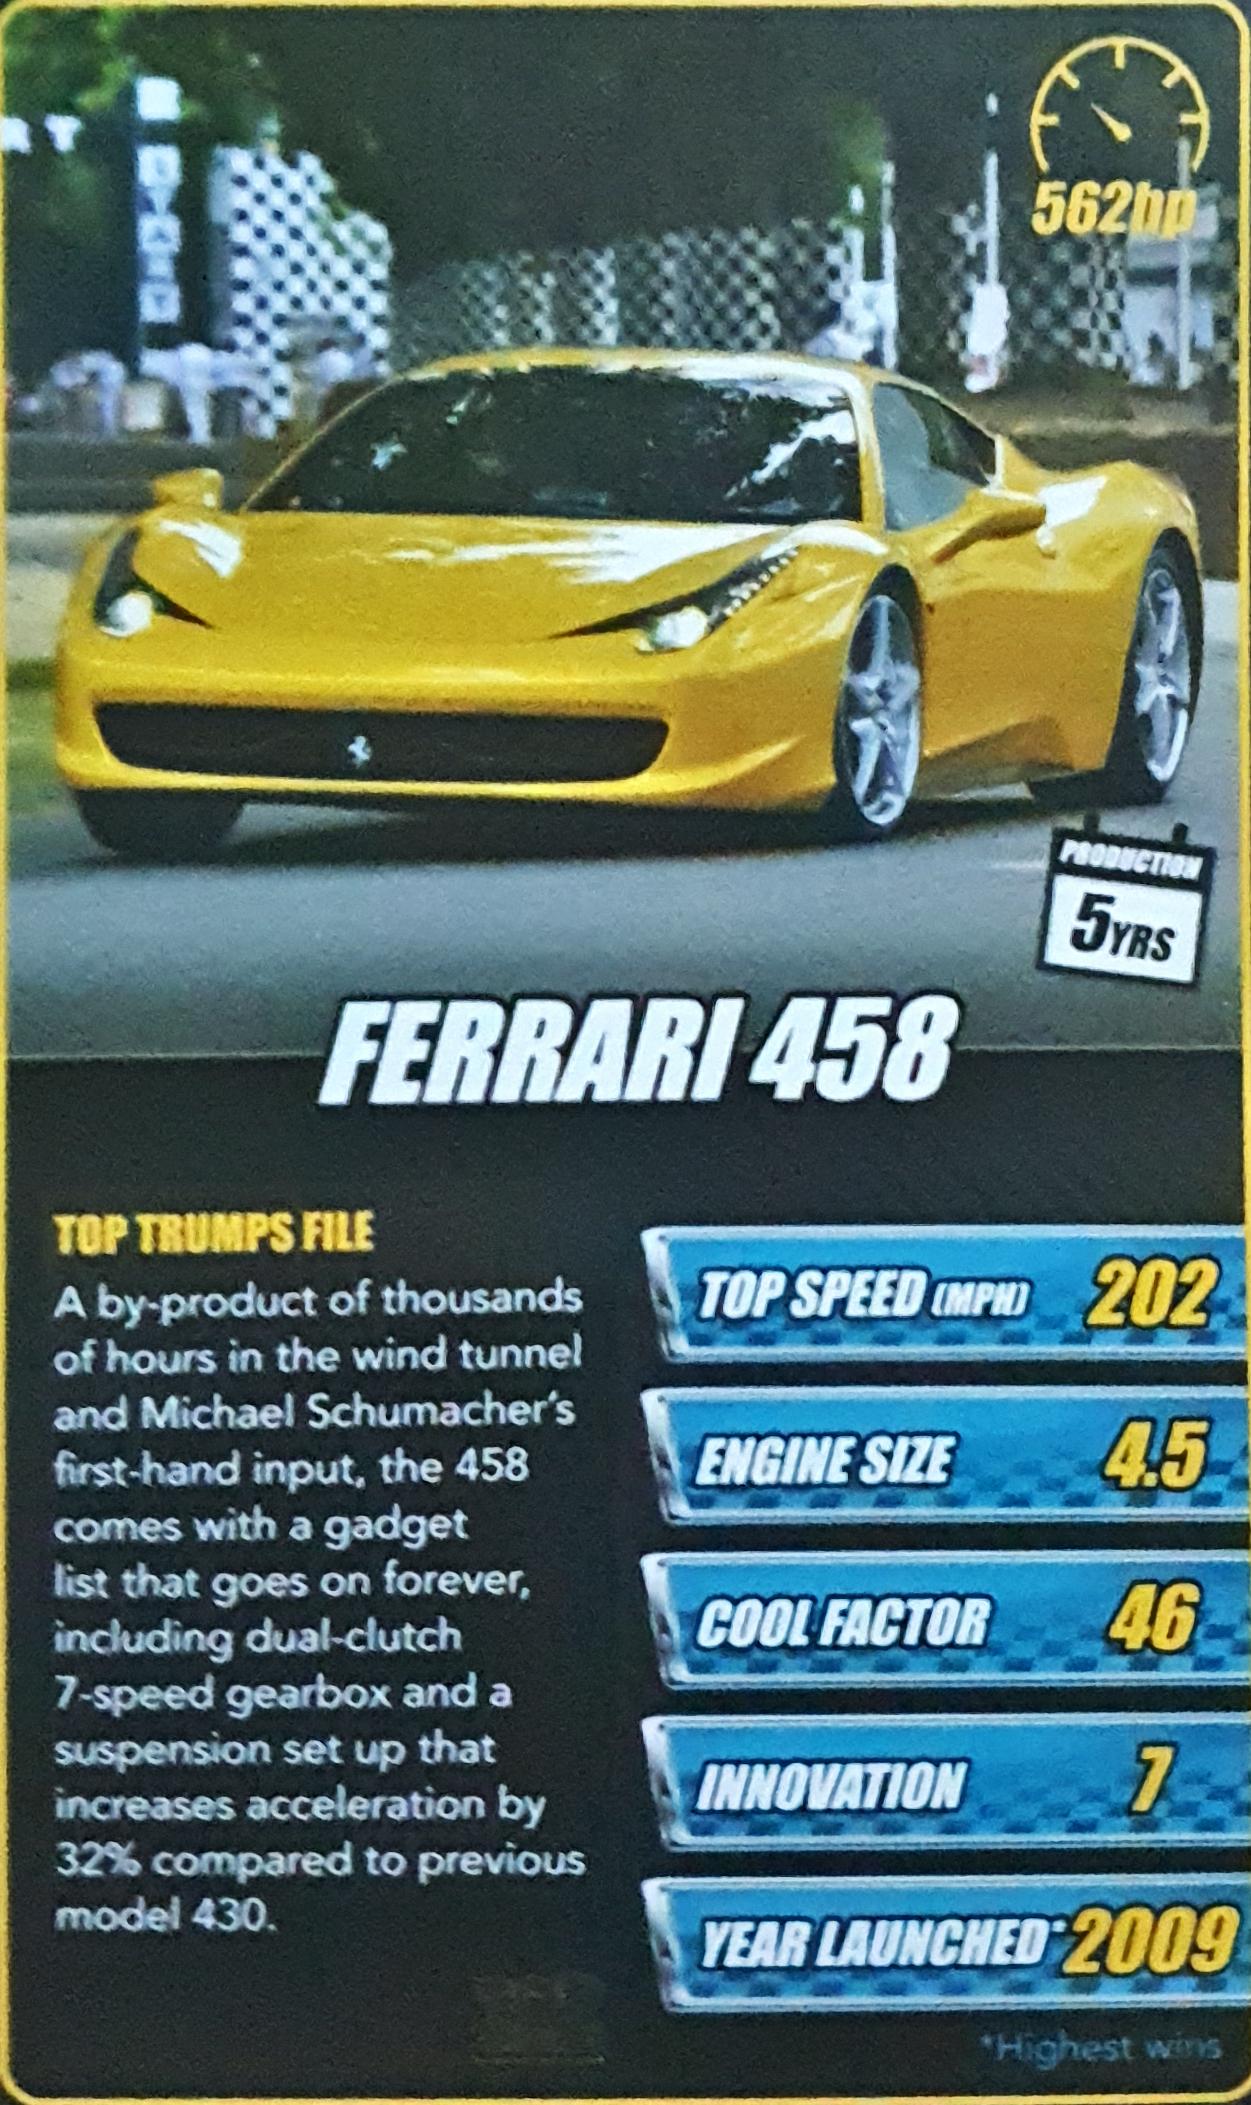 562hp
PRODUCTION
5YRS
FERRARI 458
TOP TRUMPS FILE
A by-product of thousands
of hours in the wind tunnel
and Michael Schumacher's
first-hand input, the 458
comes with a gadget
list that goes on forever,
including dual-clutch
7-speed gearbox and a
suspension set up that
increases acceleration by
32% compared to previous
model 430.
TOP SPEED (MPH) 202
ENGINE SIZE 4.5
COOL FACTOR 46
INNOVATION 7
YEAR LAUNCHED* 2009
*Highest wins